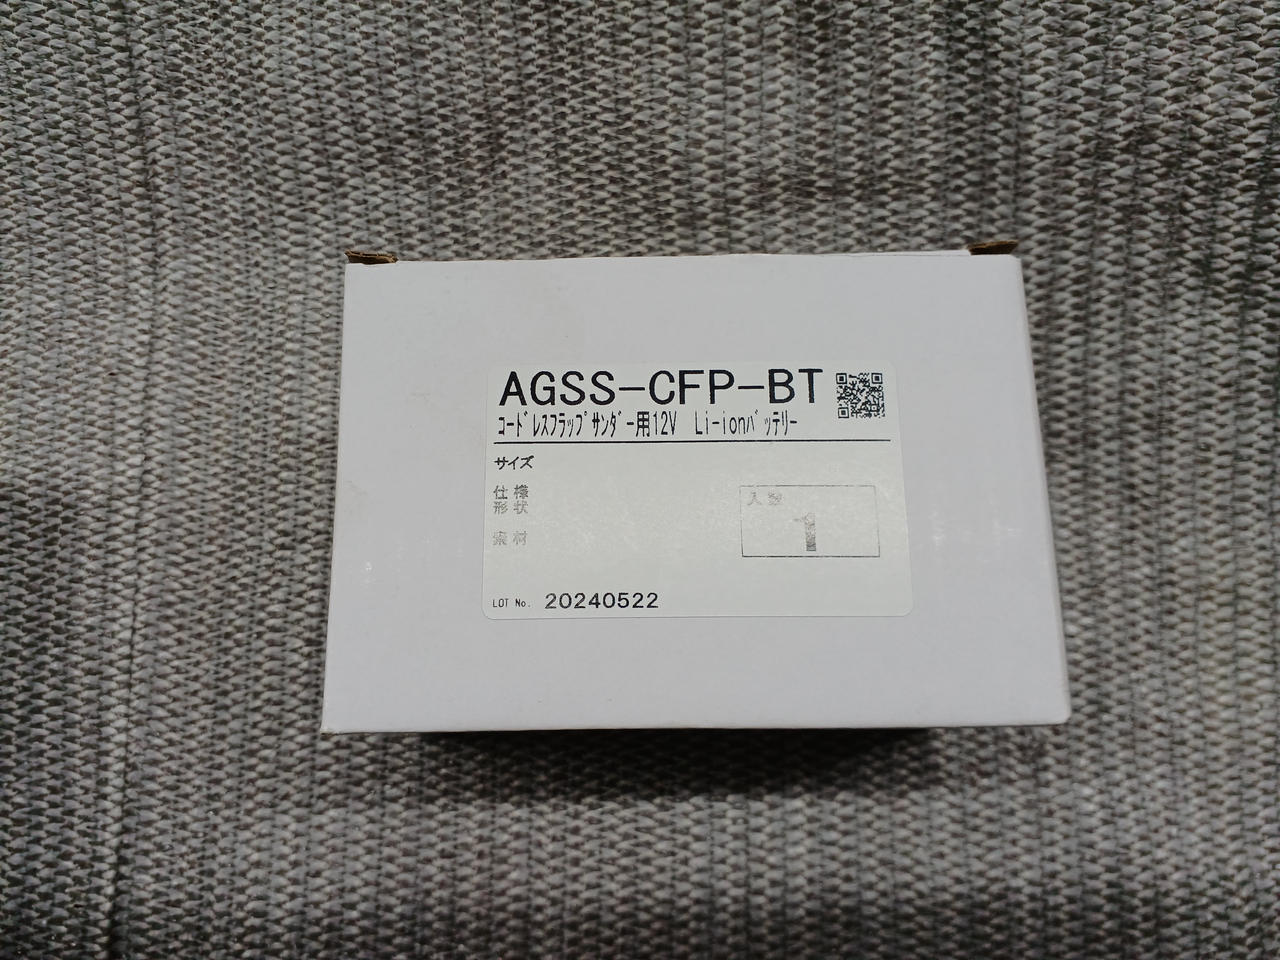 AGSS-CFP-BT
ｺｰﾄﾞﾚｽﾌﾗｯﾌﾟｻﾝﾀﾞｰ用12V Li-ionﾊﾞｯﾃﾘｰ
サイズ
仕様
形状
素材
入数
1
LOT No. 20240522